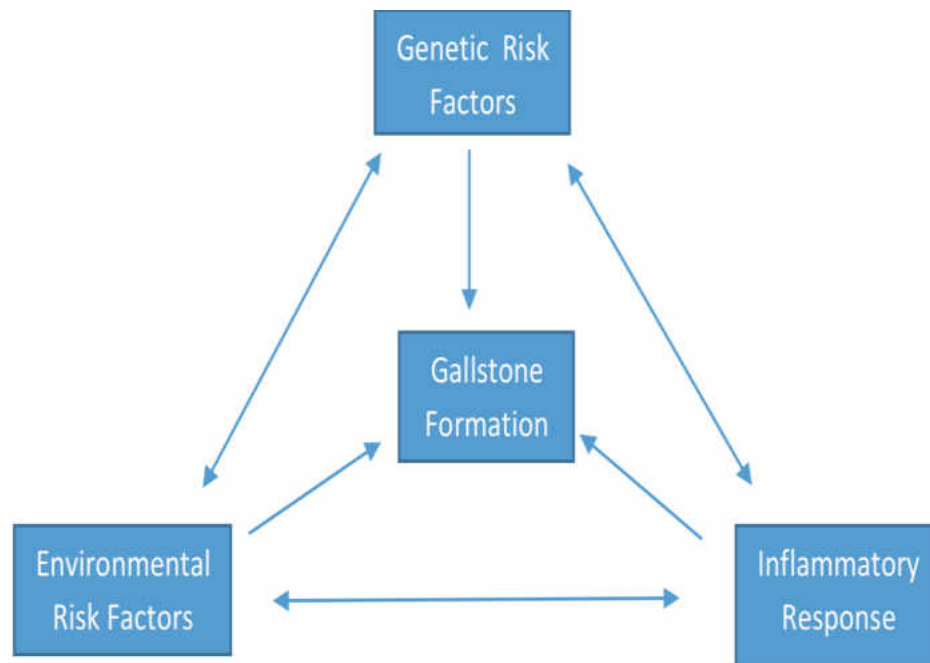 Genetic Risk
Factors
Gallstone
Formation
Environmental
Risk Factors
Inflammatory
Response